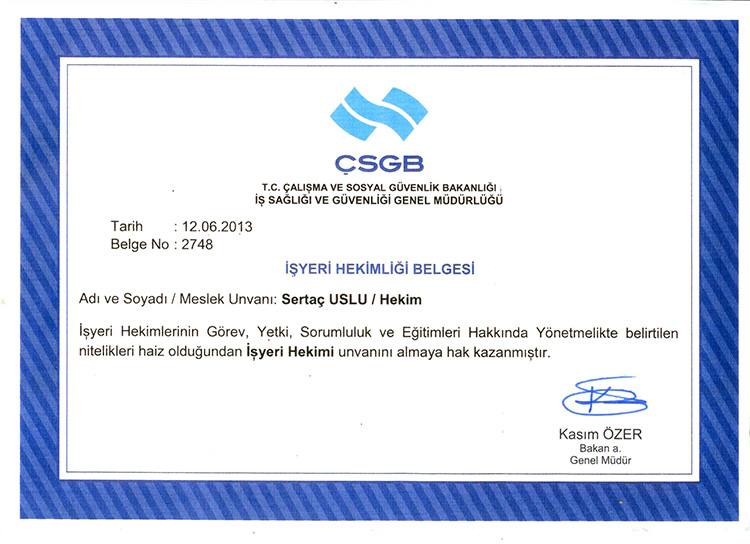 ÇSGB
T.C. ÇALIŞMA VE SOSYAL GÜVENLİK BAKANLIĞI
İŞ SAĞLIĞI VE GÜVENLİĞİ GENEL MÜDÜRLÜĞÜ
Tarih : 12.06.2013
Belge No : 2748
İŞYERİ HEKİMLİĞİ BELGESİ
Adı ve Soyadı / Meslek Unvanı: Sertaç USLU / Hekim
İşyeri Hekimlerinin Görev, Yetki, Sorumluluk ve Eğitimleri Hakkında Yönetmelikte belirtilen
nitelikleri haiz olduğundan İşyeri Hekimi unvanını almaya hak kazanmıştır.
Kasım ÖZER
Bakan a.
Genel Müdür